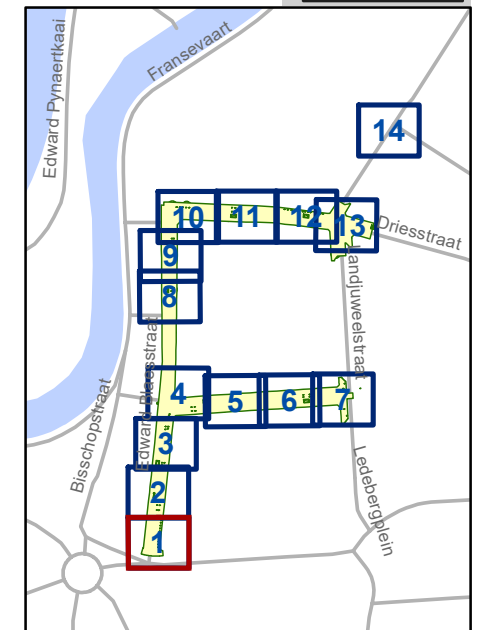 Edward Pynaertkaai
Fransevaart
14
10
11
12
13
Driesstraat
9
8
Landjuweelstraat
Edward Blaesstraat
4
5
6
7
Bisschopstraat
3
2
Ledebergplein
1